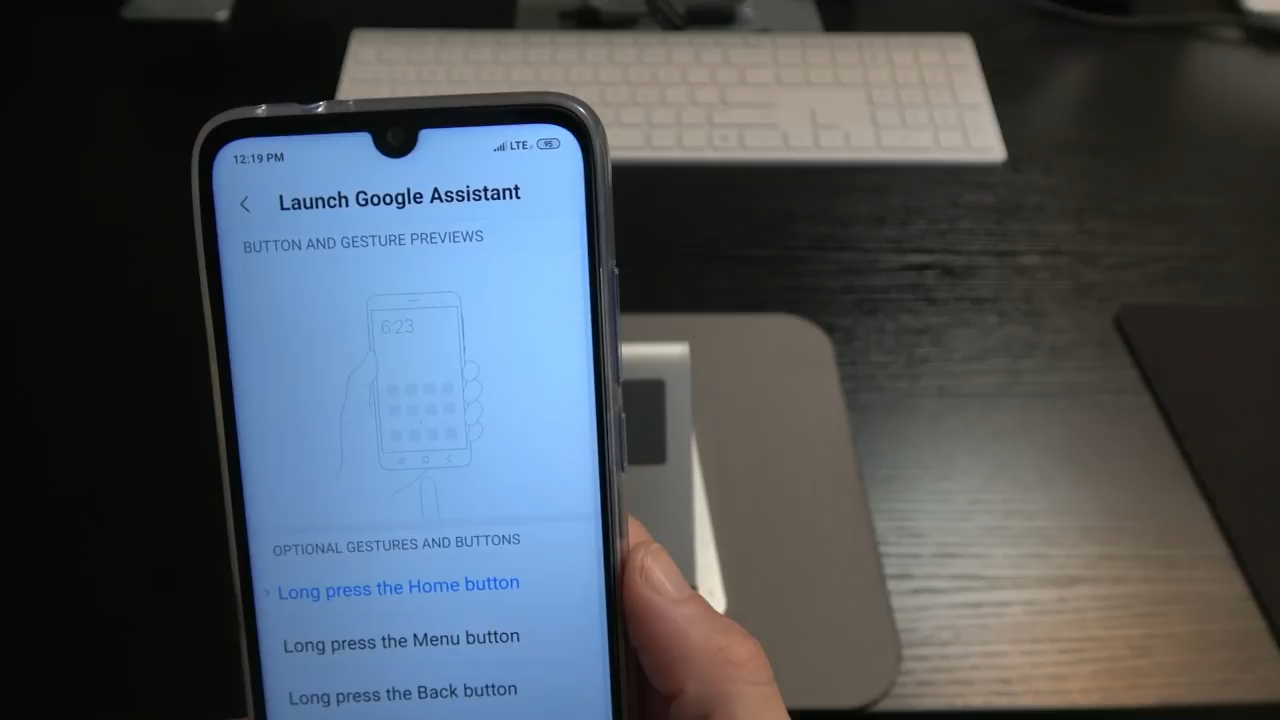 12:19 PM
LTE 95
Launch Google Assistant
BUTTON AND GESTURE PREVIEWS
6:23
OPTIONAL GESTURES AND BUTTONS
Long press the Home button
Long press the Menu button
Long press the Back button